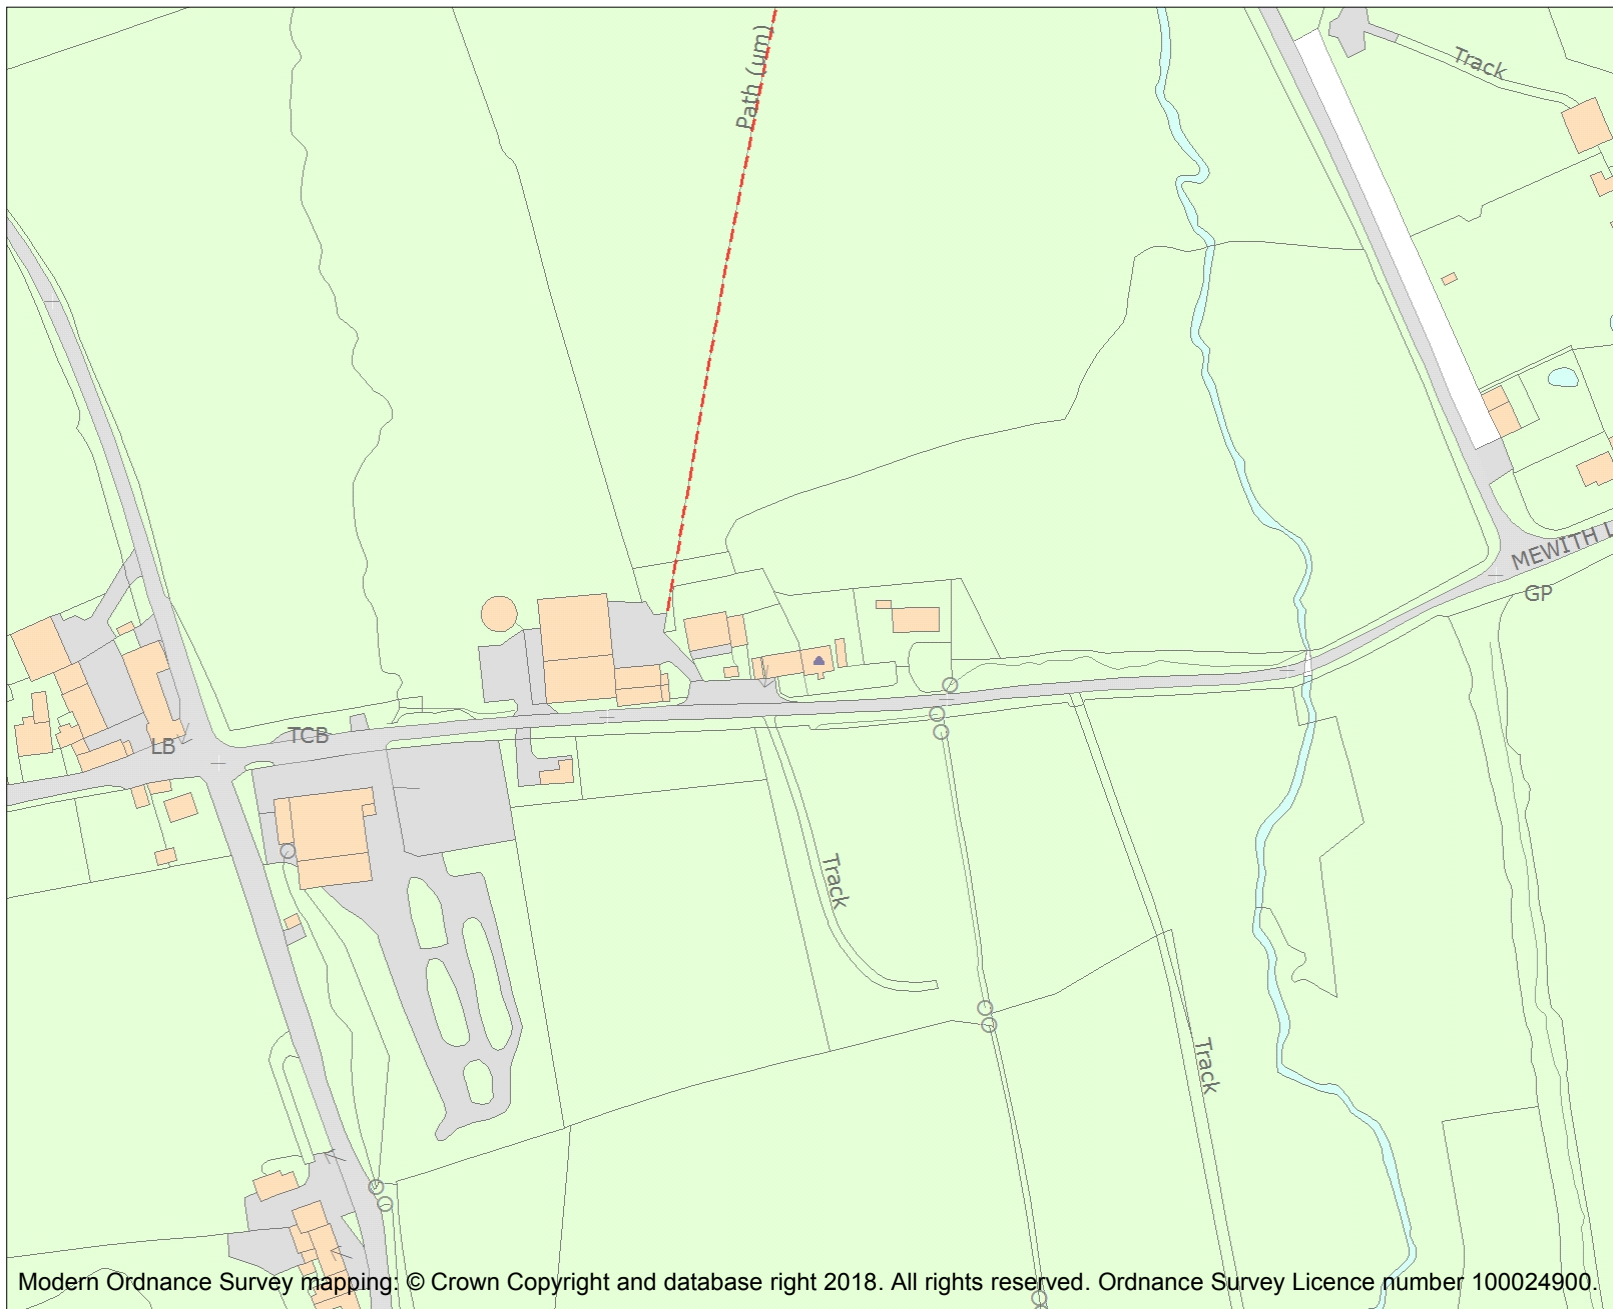 Path (um)
Track
MEWITH L
GP
TCB
LB
Track
Track
Modern Ordnance Survey mapping: © Crown Copyright and database right 2018. All rights reserved. Ordnance Survey Licence number 100024900.